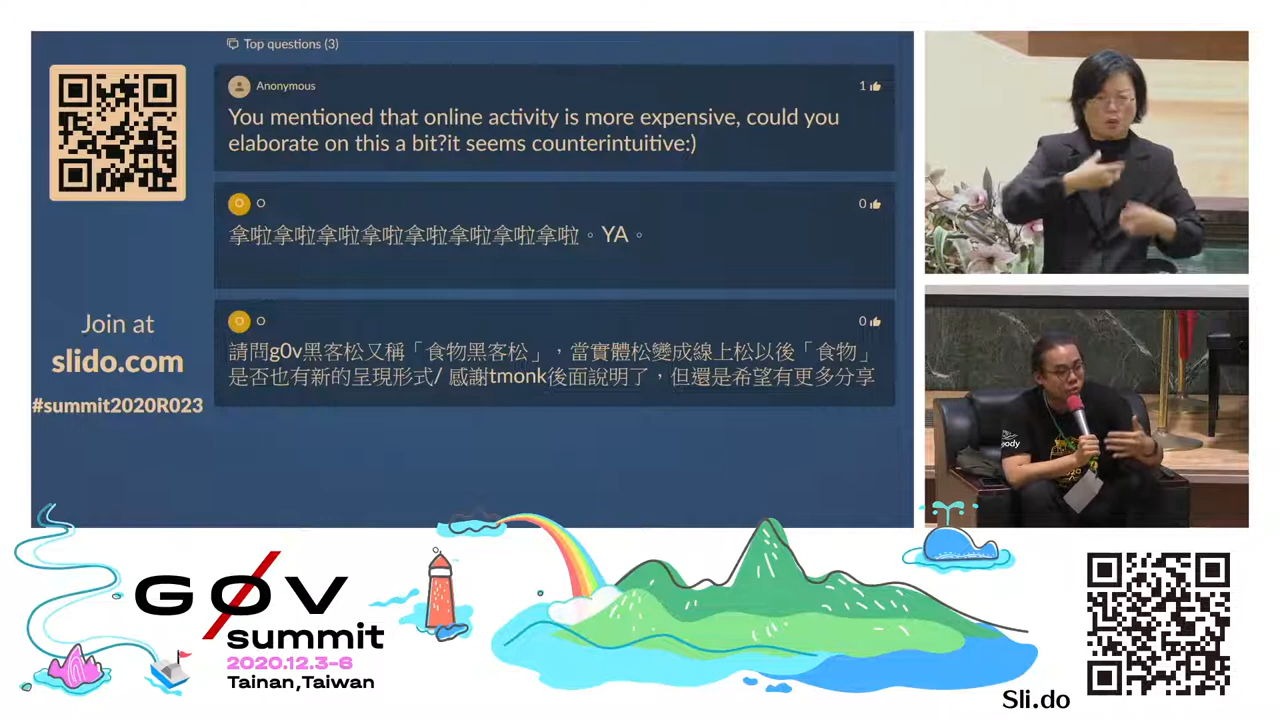 Top questions (3)
Anonymous
1
You mentioned that online activity is more expensive, could you
elaborate on this a bit?it seems counterintuitive:)
O O
0
拿啦拿啦拿啦拿啦拿啦拿啦拿啦拿啦。YA。
O O
0
請問g0v黑客松又稱「食物黑客松」，當實體松變成線上松以後「食物」
是否也有新的呈現形式/ 感謝tmonk後面說明了，但還是希望有更多分享
Join at
slido.com
#summit2020R023
G0V
summit
2020.12.3-6
Tainan,Taiwan
Sli.do